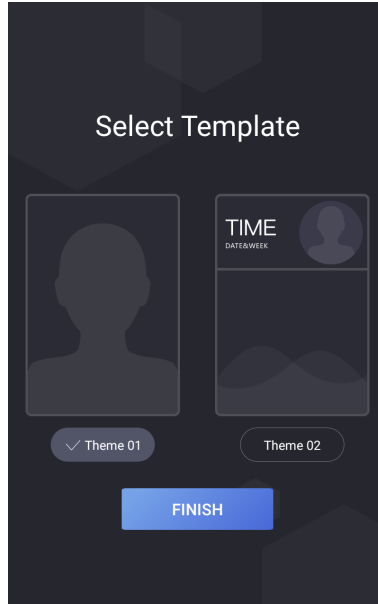 Select Template
TIME
DATE&WEEK
Theme 01
Theme 02
FINISH